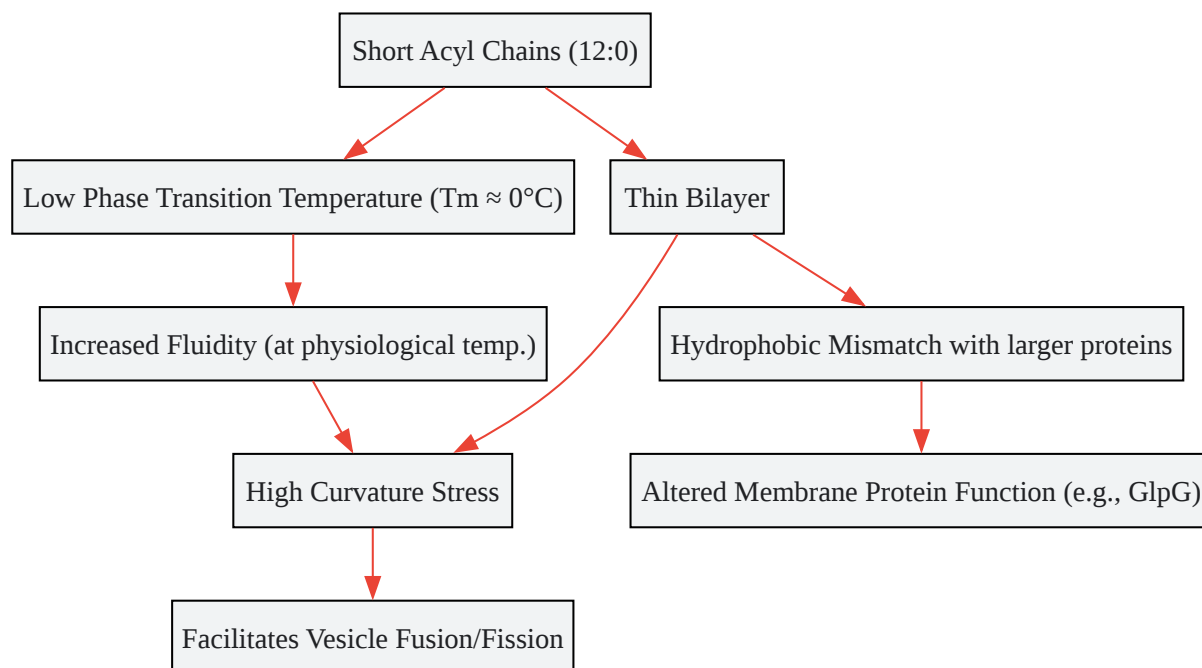 Short Acyl Chains (12:0)
Low Phase Transition Temperature (Tm ≈ 0°C)
Thin Bilayer
Increased Fluidity (at physiological temp.)
Hydrophobic Mismatch with larger proteins
High Curvature Stress
Altered Membrane Protein Function (e.g., GlpG)
Facilitates Vesicle Fusion/Fission